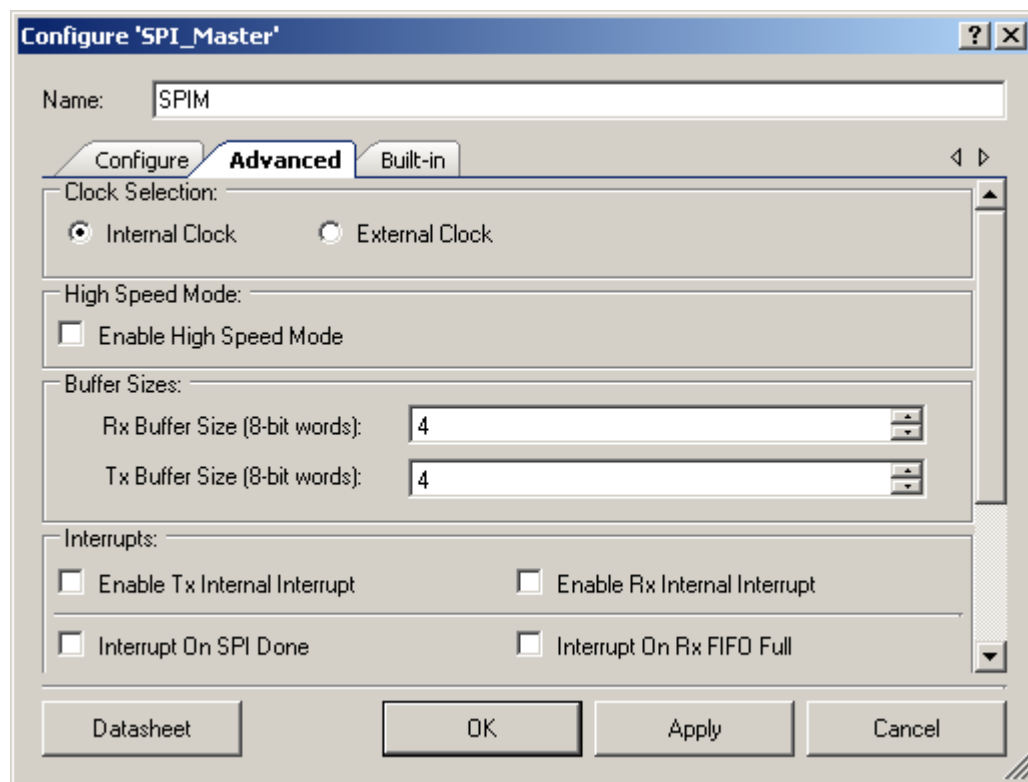 Configure 'SPI_Master'
Name: SPIM
Configure Advanced Built-in
Clock Selection:
Internal Clock External Clock
High Speed Mode:
Enable High Speed Mode
Buffer Sizes:
Rx Buffer Size (8-bit words): 4
Tx Buffer Size (8-bit words): 4
Interrupts:
Enable Tx Internal Interrupt Enable Rx Internal Interrupt
Interrupt On SPI Done Interrupt On Rx FIFO Full
Datasheet OK Apply Cancel